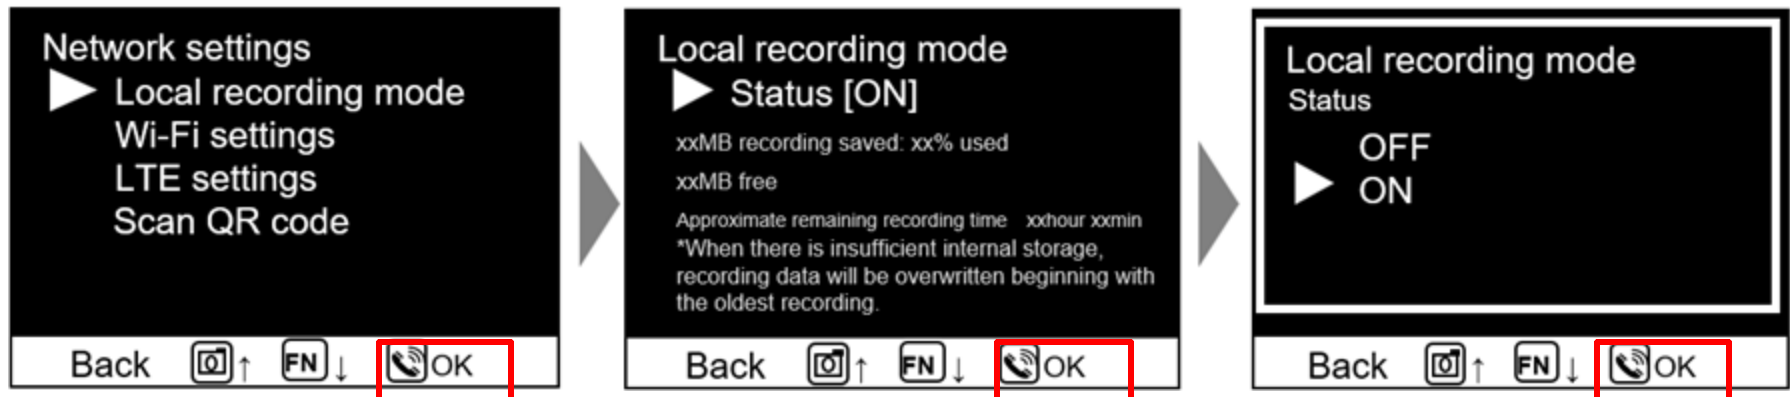 Network settings
Local recording mode
Wi-Fi settings
LTE settings
Scan QR code
Back ↑ FN ↓ OK
Local recording mode
Status [ON]
xxMB recording saved: xx% used
xxMB free
Approximate remaining recording time xxhour xxmin
*When there is insufficient internal storage,
recording data will be overwritten beginning with
the oldest recording.
Back ↑ FN ↓ OK
Local recording mode
Status
OFF
ON
Back ↑ FN ↓ OK